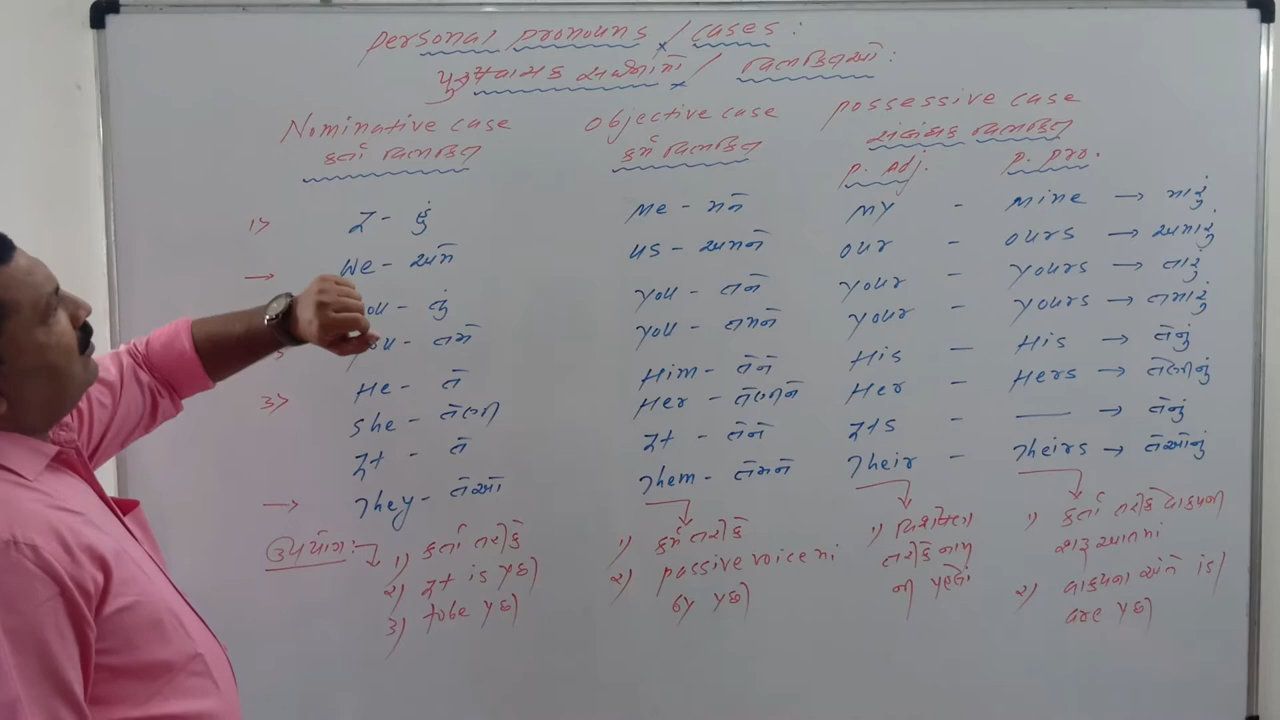 Personal Pronouns / Cases :
પુરુષવાચક સર્વનામો / વિભક્તિઓ :
Nominative case Objective case Possessive case
કર્તા વિભક્તિ કર્મ વિભક્તિ સંબંધક વિભક્તિ
P. Adj. P. Pro.
1) I - હું Me - મને My - Mine → મારું
→ We - અમે Us - અમને Our - Ours → અમારું
You - તું You - તને Your - Yours → તારું
You - તમે You - તમને Your - Yours → તમારું
He - તે Him - તેને His - His → તેનું
3) She - તેણી Her - તેણીને Her - Hers → તેણીનું
It - તે It - તેને Its - — → તેનું
→ They - તેઓ Them - તેમને Their - Theirs → તેઓનું
ઉપયોગ: 1) કર્તા તરીકે 1) કર્મ તરીકે 1) વિશેષણ 1) કર્તા તરીકે વાક્યની
2) It is પછી 2) Passive voice માં તરીકે નામ શરૂઆતમાં
3) tobe પછી by પછી ની પહેલાં 2) વાક્યના અંતે is/
are પછી